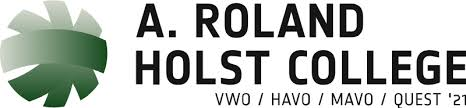 A. ROLAND
HOLST COLLEGE
VWO / HAVO / MAVO / QUEST '21